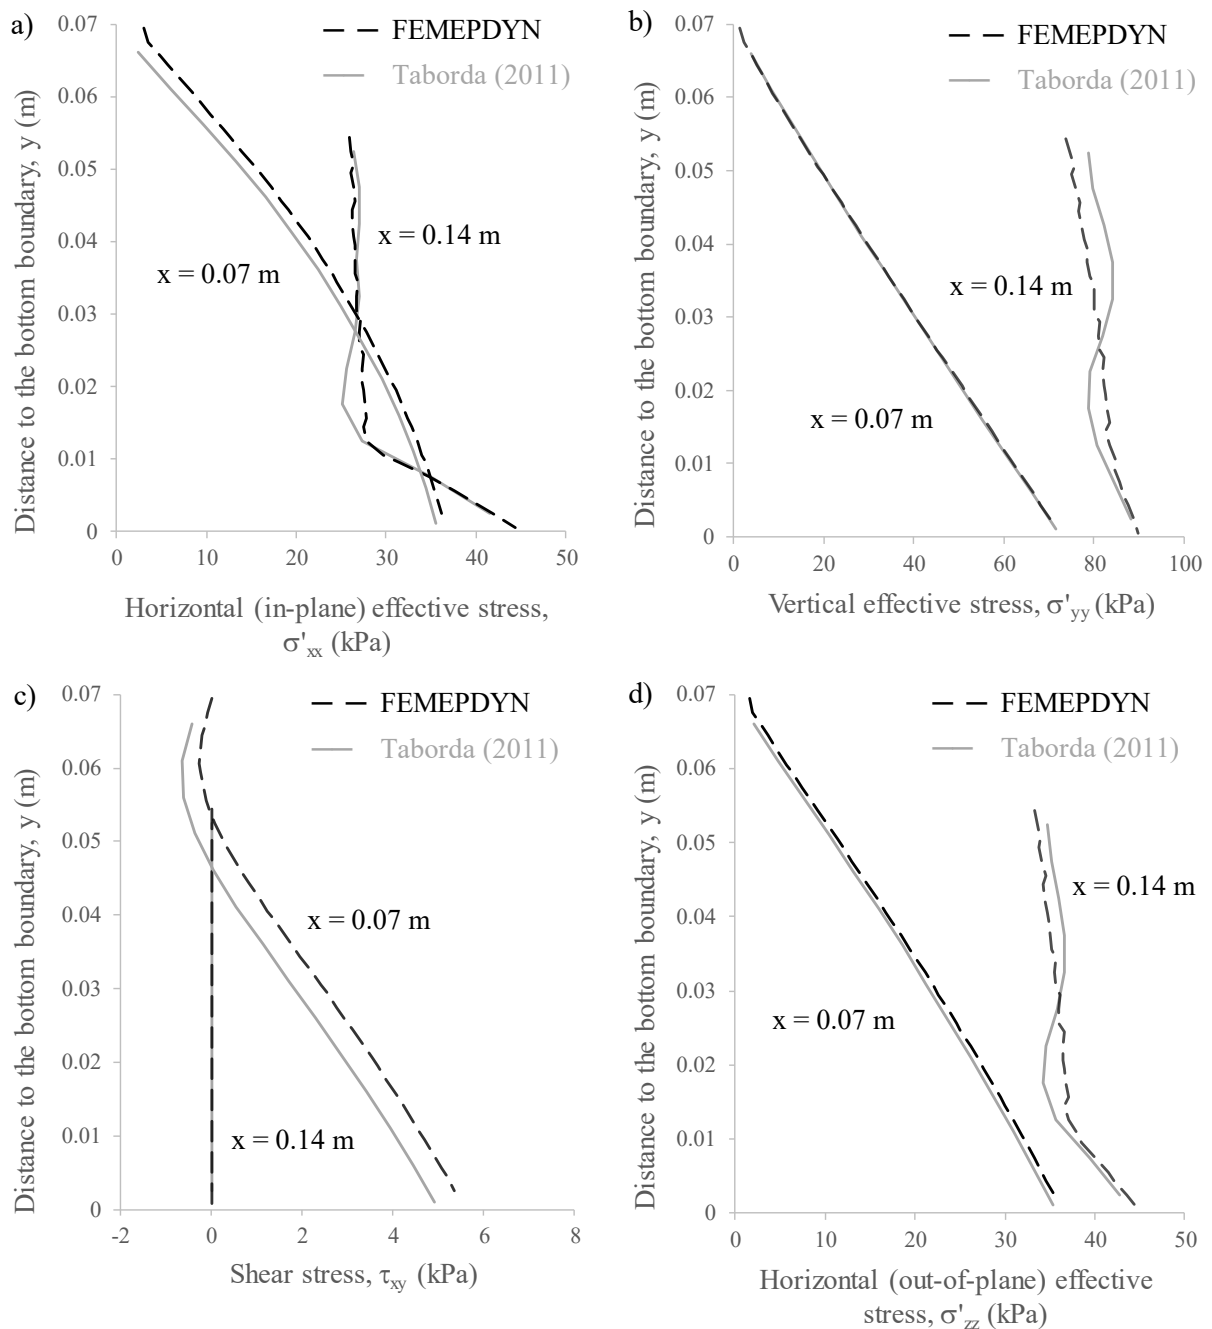 a)
FEMEPDYN
Taborda (2011)
Distance to the bottom boundary, y (m)
0.07
0.06
0.05
0.04
0.03
0.02
0.01
0
x = 0.14 m
x = 0.07 m
0 10 20 30 40 50
Horizontal (in-plane) effective stress,
σ'xx (kPa)
b)
FEMEPDYN
Taborda (2011)
Distance to the bottom boundary, y (m)
0.07
0.06
0.05
0.04
0.03
0.02
0.01
0
x = 0.14 m
x = 0.07 m
0 20 40 60 80 100
Vertical effective stress, σ'yy (kPa)
c)
FEMEPDYN
Taborda (2011)
Distance to the bottom boundary, y (m)
0.07
0.06
0.05
0.04
0.03
0.02
0.01
0
x = 0.07 m
x = 0.14 m
-2 0 2 4 6 8
Shear stress, τxy (kPa)
d)
FEMEPDYN
Taborda (2011)
Distance to the bottom boundary, y (m)
0.07
0.06
0.05
0.04
0.03
0.02
0.01
0
x = 0.14 m
x = 0.07 m
0 10 20 30 40 50
Horizontal (out-of-plane) effective
stress, σ'zz (kPa)